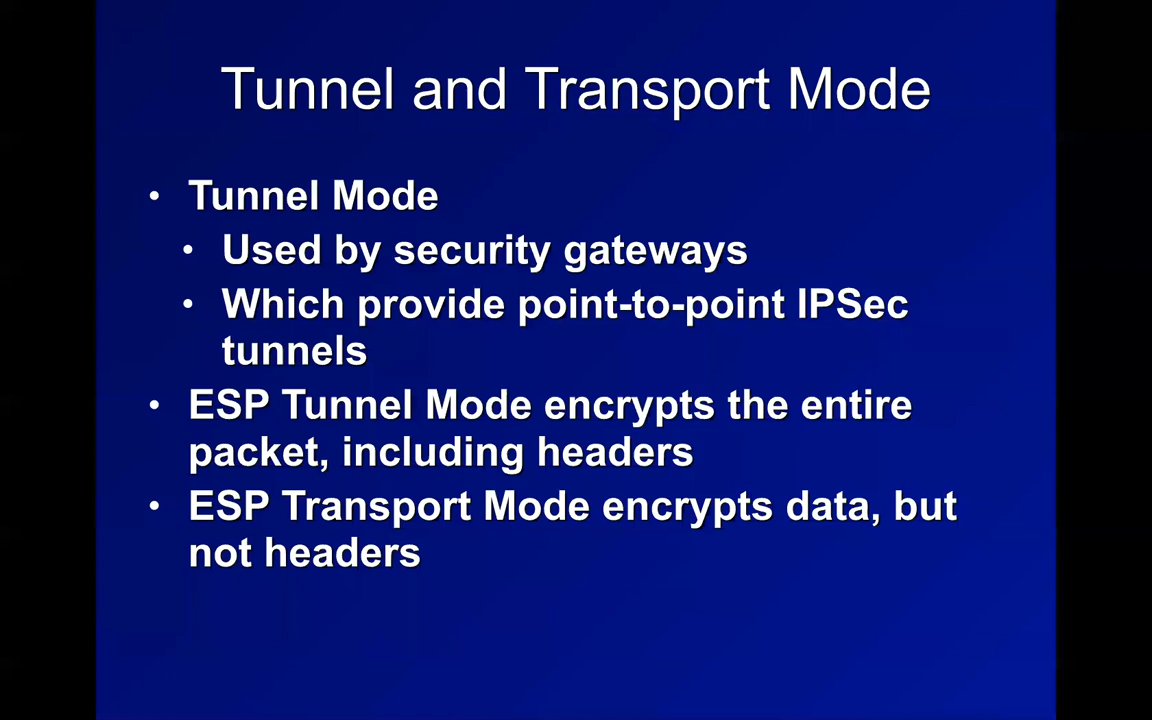 Tunnel and Transport Mode
• Tunnel Mode
• Used by security gateways
• Which provide point-to-point IPSec
tunnels
• ESP Tunnel Mode encrypts the entire
packet, including headers
• ESP Transport Mode encrypts data, but
not headers